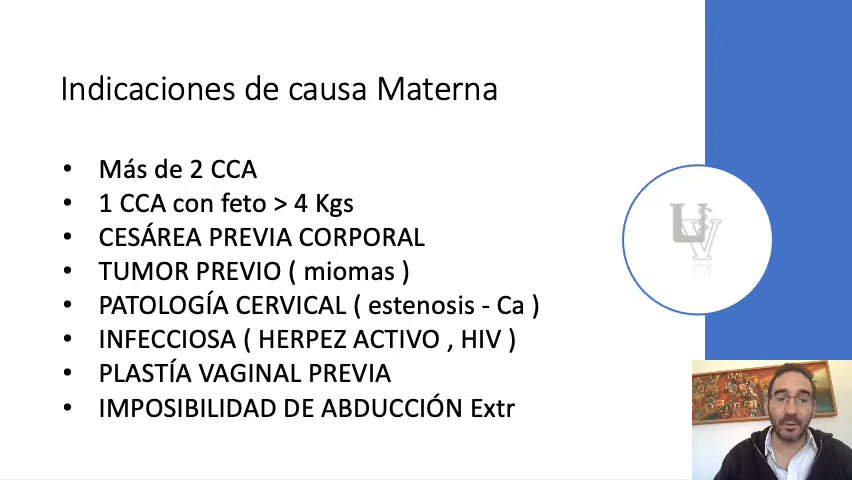 Indicaciones de causa Materna
• Más de 2 CCA
• 1 CCA con feto > 4 Kgs
• CESÁREA PREVIA CORPORAL
• TUMOR PREVIO ( miomas )
• PATOLOGÍA CERVICAL ( estenosis - Ca )
• INFECCIOSA ( HERPEZ ACTIVO , HIV )
• PLASTÍA VAGINAL PREVIA
• IMPOSIBILIDAD DE ABDUCCIÓN Extr
UV